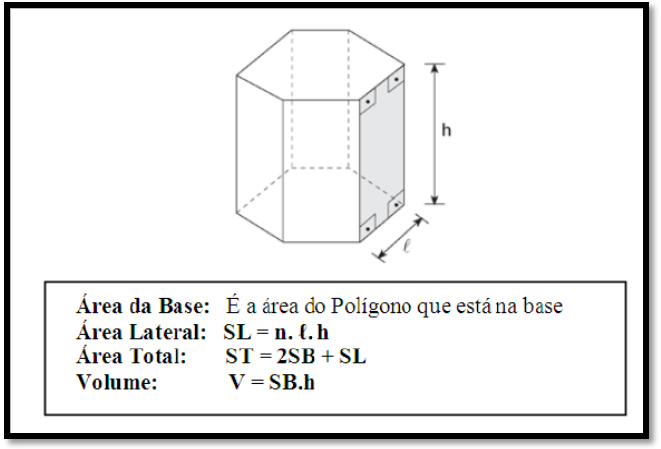 h
ℓ
Área da Base: É a área do Polígono que está na base
Área Lateral: SL = n. ℓ. h
Área Total: ST = 2SB + SL
Volume: V = SB.h